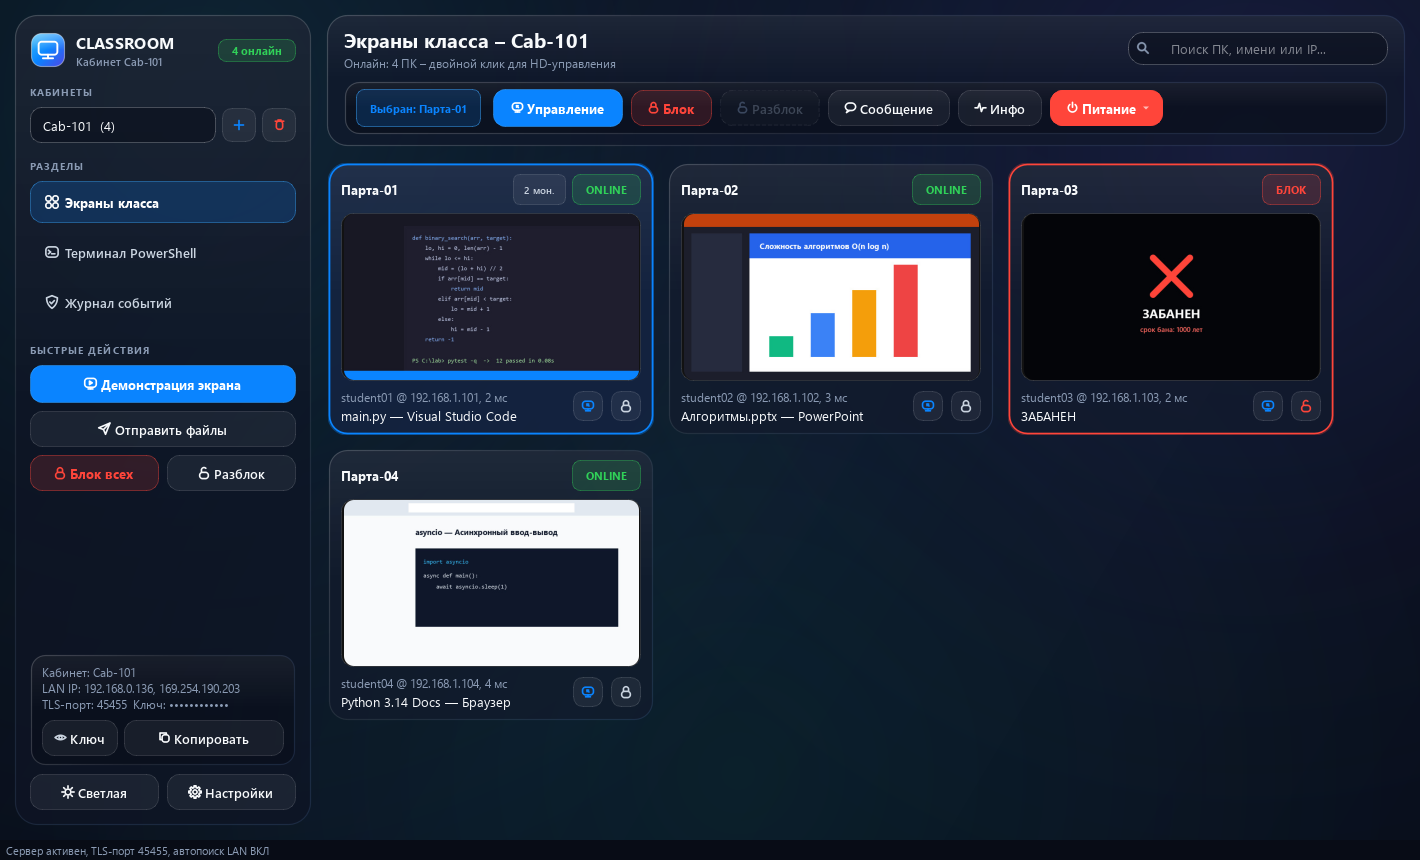 CLASSROOM
Кабинет Cab-101
4 онлайн
КАБИНЕТЫ
Cab-101 (4)
РАЗДЕЛЫ
Экраны класса
Терминал PowerShell
Журнал событий
БЫСТРЫЕ ДЕЙСТВИЯ
Демонстрация экрана
Отправить файлы
Блок всех
Разблок
Кабинет: Cab-101
LAN IP: 192.168.0.136, 169.254.190.203
TLS-порт: 45455 Ключ: ••••••••••••
Ключ
Копировать
Светлая
Настройки
Экраны класса – Cab-101
Онлайн: 4 ПК – двойной клик для HD-управления
Поиск ПК, имени или IP...
Выбран: Парта-01
Управление
Блок
Разблок
Сообщение
Инфо
Питание
Парта-01
2 мон.
ONLINE
def binary_search(arr, target):
lo, hi = 0, len(arr) - 1
while lo <= hi:
mid = (lo + hi) // 2
if arr[mid] == target:
return mid
elif arr[mid] < target:
lo = mid + 1
else:
hi = mid - 1
return -1
PS C:\lab> pytest -q -> 12 passed in 0.08s
student01 @ 192.168.1.101, 2 мс
main.py — Visual Studio Code
Парта-02
ONLINE
Сложность алгоритмов O(n log n)
student02 @ 192.168.1.102, 3 мс
Алгоритмы.pptx — PowerPoint
Парта-03
БЛОК
ЗАБАНЕН
срок бана: 1000 лет
student03 @ 192.168.1.103, 2 мс
ЗАБАНЕН
Парта-04
ONLINE
asyncio — Асинхронный ввод-вывод
import asyncio
async def main():
await asyncio.sleep(1)
student04 @ 192.168.1.104, 4 мс
Python 3.14 Docs — Браузер
Сервер активен, TLS-порт 45455, автопоиск LAN ВКЛ